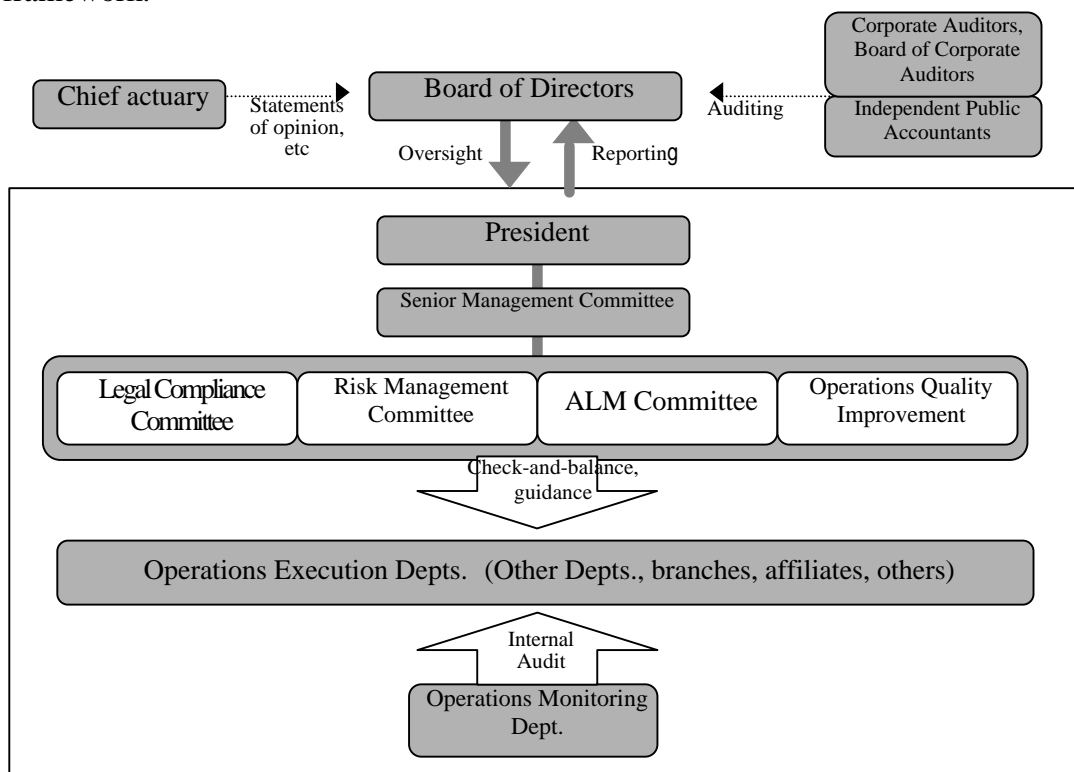 framework.
Corporate Auditors,
Board of Corporate
Auditors
Chief actuary
Statements
of opinion,
etc
Board of Directors
Auditing
Independent Public
Accountants
Oversight
Reporting
President
Senior Management Committee
Legal Compliance
Committee
Risk Management
Committee
ALM Committee
Operations Quality
Improvement
Check-and-balance,
guidance
Operations Execution Depts. (Other Depts., branches, affiliates, others)
Internal
Audit
Operations Monitoring
Dept.